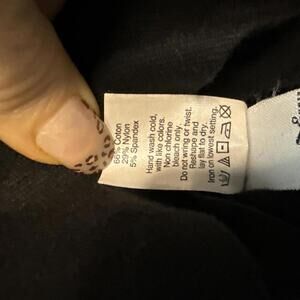 66% Cotton
29% Nylon
5% Spandex
Hand wash cold,
with like colors.
Non chlorine
bleach only.
Do not wring or twist.
Reshape and
lay flat to dry.
Iron on lowest setting.